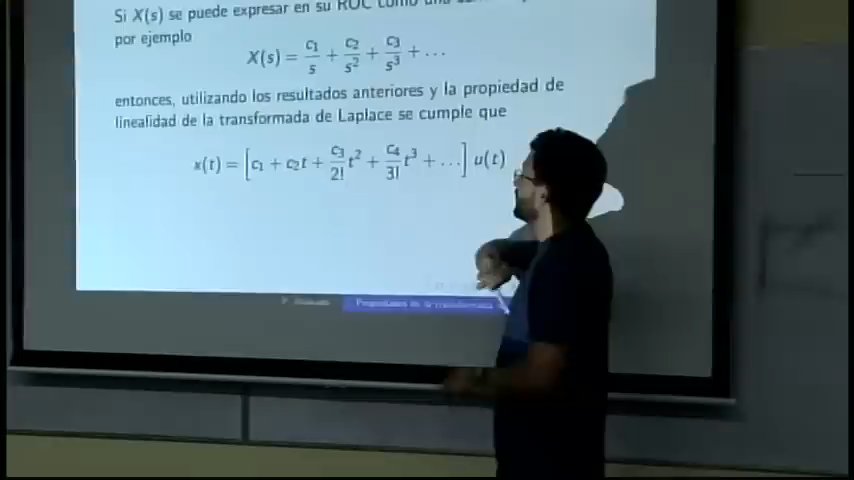 Si X(s) se puede expresar en su ROC como una
por ejemplo
X(s) = c₁/s + c₂/s² + c₃/s³ + ...
entonces, utilizando los resultados anteriores y la propiedad de
linealidad de la transformada de Laplace se cumple que
x(t) = [c₁ + c₂t + c₃/2! t² + c₄/3! t³ + ...] u(t)
Propiedades de la transformada